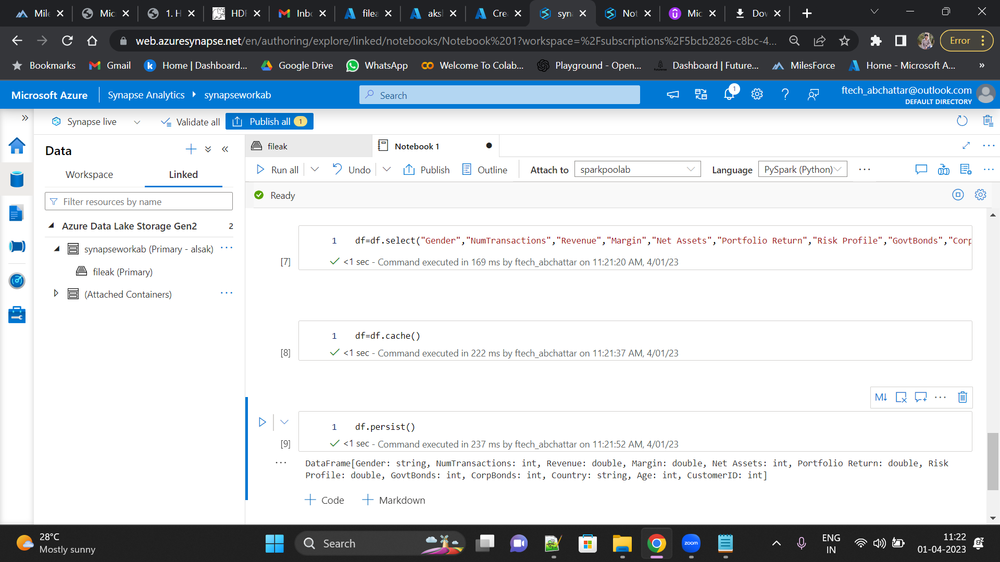 Mile
Mic
1. H
HDF
Inbo
filea
aksl
Crea
syna
Not
Mic
Dov
web.azuresynapse.net/en/authoring/explore/linked/notebooks/Notebook%201?workspace=%2Fsubscriptions%2F5bcb2826-c8bc-4...
Error
Bookmarks
Gmail
Home | Dashboard...
Google Drive
WhatsApp
Welcome To Colab...
Playground - Open...
Dashboard | Future...
MilesForce
Home - Microsoft A...
»
Microsoft Azure
Synapse Analytics
synapseworkab
Search
1
ftech_abchattar@outlook.com
DEFAULT DIRECTORY
Synapse live
Validate all
Publish all 1
Data
Workspace
Linked
Filter resources by name
Azure Data Lake Storage Gen2 2
synapseworkab (Primary - alsak)
fileak (Primary)
(Attached Containers)
fileak
Notebook 1
Run all
Undo
Publish
Outline
Attach to
sparkpoolab
Language
PySpark (Python)
Ready
1 df=df.select("Gender","NumTransactions","Revenue","Margin","Net Assets","Portfolio Return","Risk Profile","GovtBonds","Corp
[7] <1 sec - Command executed in 169 ms by ftech_abchattar on 11:21:20 AM, 4/01/23
1 df=df.cache()
[8] <1 sec - Command executed in 222 ms by ftech_abchattar on 11:21:37 AM, 4/01/23
M↓
1 df.persist()
[9] <1 sec - Command executed in 237 ms by ftech_abchattar on 11:21:52 AM, 4/01/23
DataFrame[Gender: string, NumTransactions: int, Revenue: double, Margin: double, Net Assets: int, Portfolio Return: double, Risk
Profile: double, GovtBonds: int, CorpBonds: int, Country: string, Age: int, CustomerID: int]
+ Code
+ Markdown
28°C
Mostly sunny
Search
zoom
ENG
IN
11:22
01-04-2023